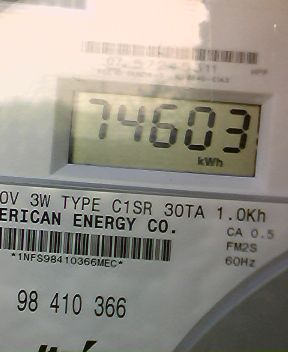 74603
kWh
0V 3W TYPE C1SR 30TA 1.0Kh
ERICAN ENERGY CO.
CA 0.5
FM2S
60Hz
*1NFS98410366MEC*
98 410 366